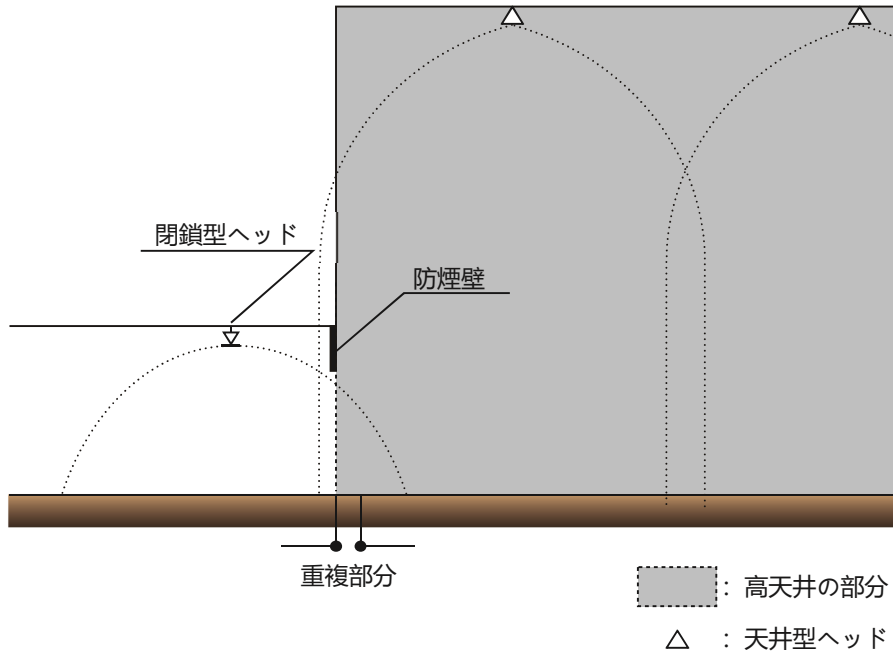 閉鎖型ヘッド
防煙壁
重複部分
：高天井の部分
：天井型ヘッド